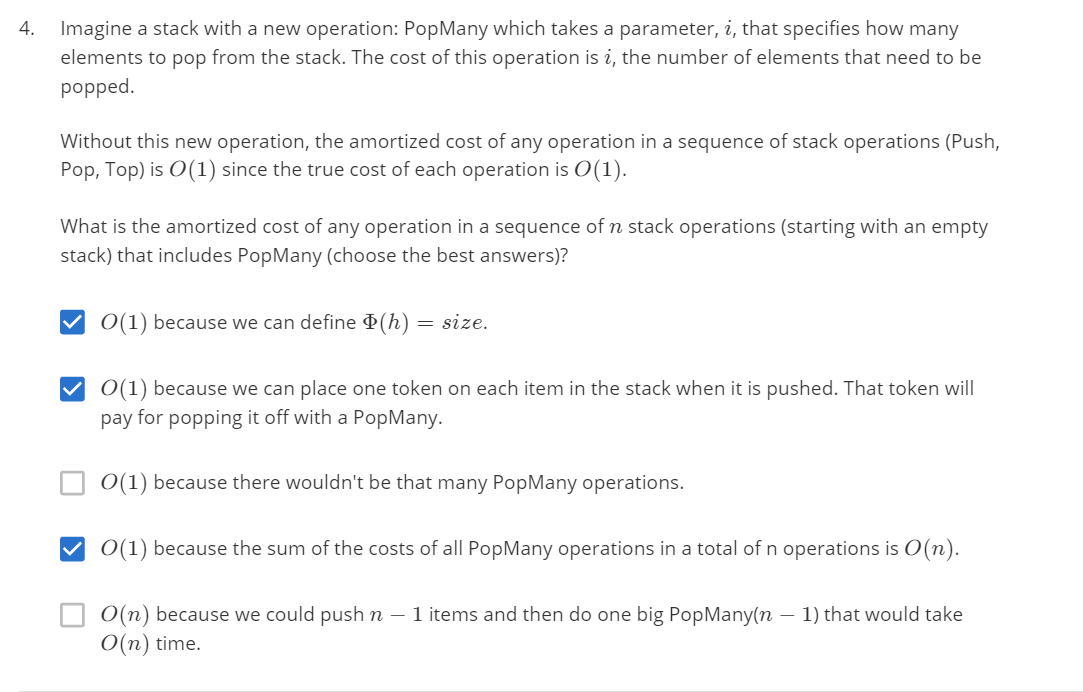 4. Imagine a stack with a new operation: PopMany which takes a parameter, i, that specifies how many
elements to pop from the stack. The cost of this operation is i, the number of elements that need to be
popped.
Without this new operation, the amortized cost of any operation in a sequence of stack operations (Push,
Pop, Top) is O(1) since the true cost of each operation is O(1).
What is the amortized cost of any operation in a sequence of n stack operations (starting with an empty
stack) that includes PopMany (choose the best answers)?
O(1) because we can define Φ(h) = size.
O(1) because we can place one token on each item in the stack when it is pushed. That token will
pay for popping it off with a PopMany.
O(1) because there wouldn't be that many PopMany operations.
O(1) because the sum of the costs of all PopMany operations in a total of n operations is O(n).
O(n) because we could push n − 1 items and then do one big PopMany(n − 1) that would take
O(n) time.